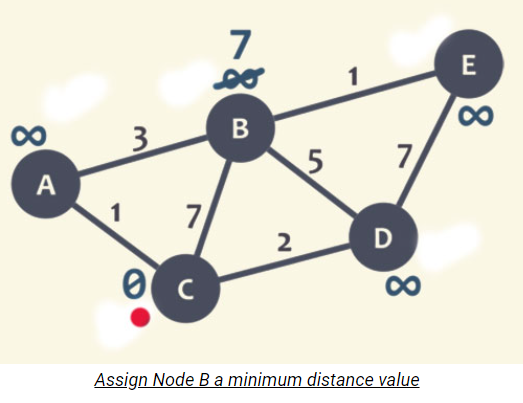 7
∞
1
E
∞
3
B
∞
5
7
A
1
7
2
D
0
C
∞
Assign Node B a minimum distance value